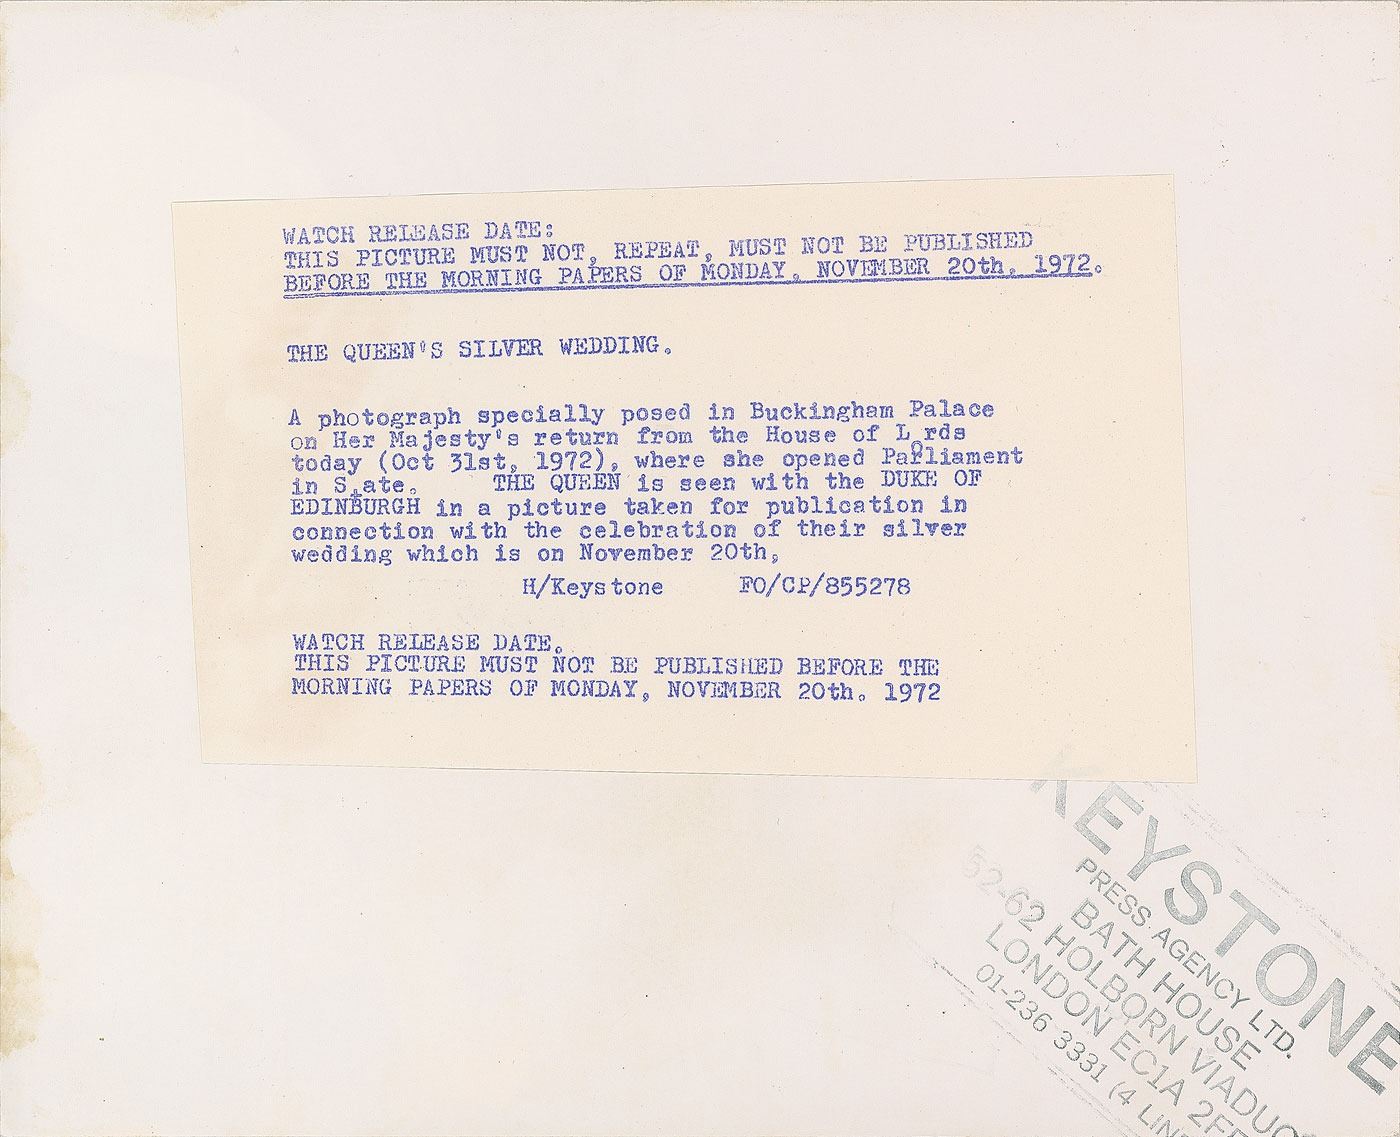 WATCH RELEASE DATE:
THIS PICTURE MUST NOT, REPEAT, MUST NOT BE PUBLISHED
BEFORE THE MORNING PAPERS OF MONDAY, NOVEMBER 20th. 1972.
THE QUEEN'S SILVER WEDDING.
A photograph specially posed in Buckingham Palace
on Her Majesty's return from the House of Lords
today (Oct 31st, 1972), where she opened Parliament
in State. THE QUEEN is seen with the DUKE OF
EDINBURGH in a picture taken for publication in
connection with the celebration of their silver
wedding which is on November 20th,
H/Keystone FO/CP/855278
WATCH RELEASE DATE.
THIS PICTURE MUST NOT BE PUBLISHED BEFORE THE
MORNING PAPERS OF MONDAY, NOVEMBER 20th. 1972
KEYSTONE
PRESS AGENCY LTD.
BATH HOUSE
52-62 HOLBORN VIADUC
LONDON EC1A 2F
01-236 3331 (4 LIN